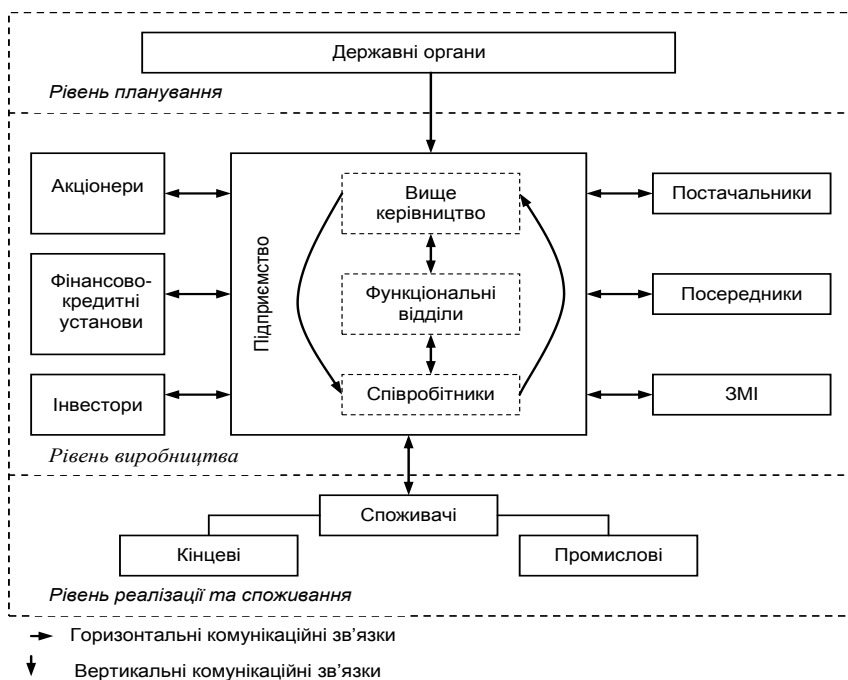 Державні органи
Рівень планування
Акціонери
Фінансово-
кредитні
установи
Інвестори
Підприємство
Вище
керівництво
Функціональні
відділи
Співробітники
Постачальники
Посередники
ЗМІ
Рівень виробництва
Споживачі
Кінцеві
Промислові
Рівень реалізації та споживання
Горизонтальні комунікаційні зв’язки
Вертикальні комунікаційні зв’язки